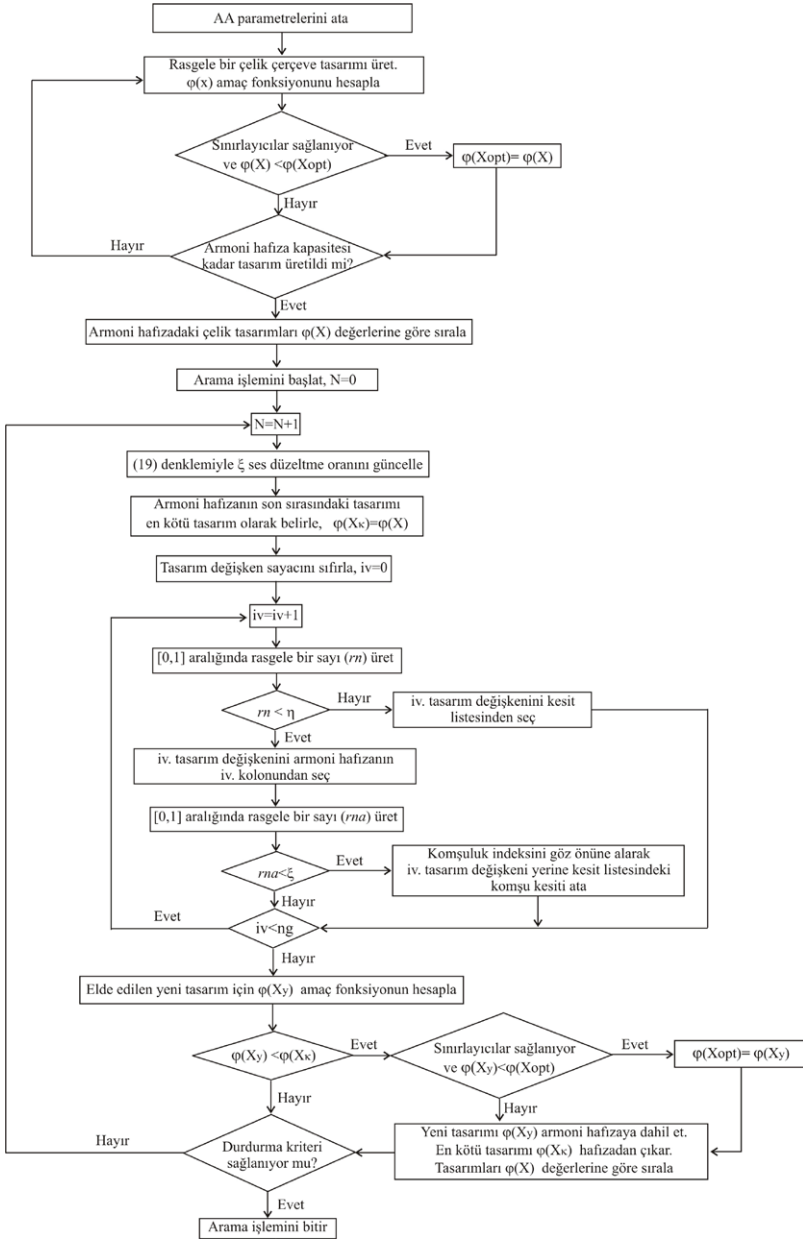 AA parametrelerini ata
Rasgele bir çelik çerçeve tasarımı üret.
φ(x) amaç fonksiyonunu hesapla
Sınırlayıcılar sağlanıyor
ve φ(X) <φ(Xopt)
Evet
φ(Xopt)= φ(X)
Hayır
Armoni hafıza kapasitesi
kadar tasarım üretildi mi?
Hayır
Evet
Armoni hafızadaki çelik tasarımları φ(X) değerlerine göre sırala
Arama işlemini başlat, N=0
N=N+1
(19) denklemiyle ξ ses düzeltme oranını güncelle
Armoni hafızanın son sırasındaki tasarımı
en kötü tasarım olarak belirle, φ(Xᴋ)=φ(X)
Tasarım değişken sayacını sıfırla, iv=0
iv=iv+1
[0,1] aralığında rasgele bir sayı (rn) üret
rn < η
Hayır
iv. tasarım değişkenini kesit
listesinden seç
Evet
iv. tasarım değişkenini armoni hafızanın
iv. kolonundan seç
[0,1] aralığında rasgele bir sayı (rna) üret
rna<ξ
Evet
Komşuluk indeksini göz önüne alarak
iv. tasarım değişkeni yerine kesit listesindeki
komşu kesiti ata
Hayır
iv<ng
Evet
Hayır
Elde edilen yeni tasarım için φ(Xy) amaç fonksiyonun hesapla
φ(Xy) <φ(Xᴋ)
Evet
Sınırlayıcılar sağlanıyor
ve φ(Xy)<φ(Xopt)
Evet
φ(Xopt)= φ(Xy)
Hayır
Hayır
Yeni tasarımı φ(Xy) armoni hafızaya dahil et.
En kötü tasarımı φ(Xᴋ) hafızadan çıkar.
Tasarımları φ(X) değerlerine göre sırala
Durdurma kriteri
sağlanıyor mu?
Hayır
Evet
Arama işlemini bitir